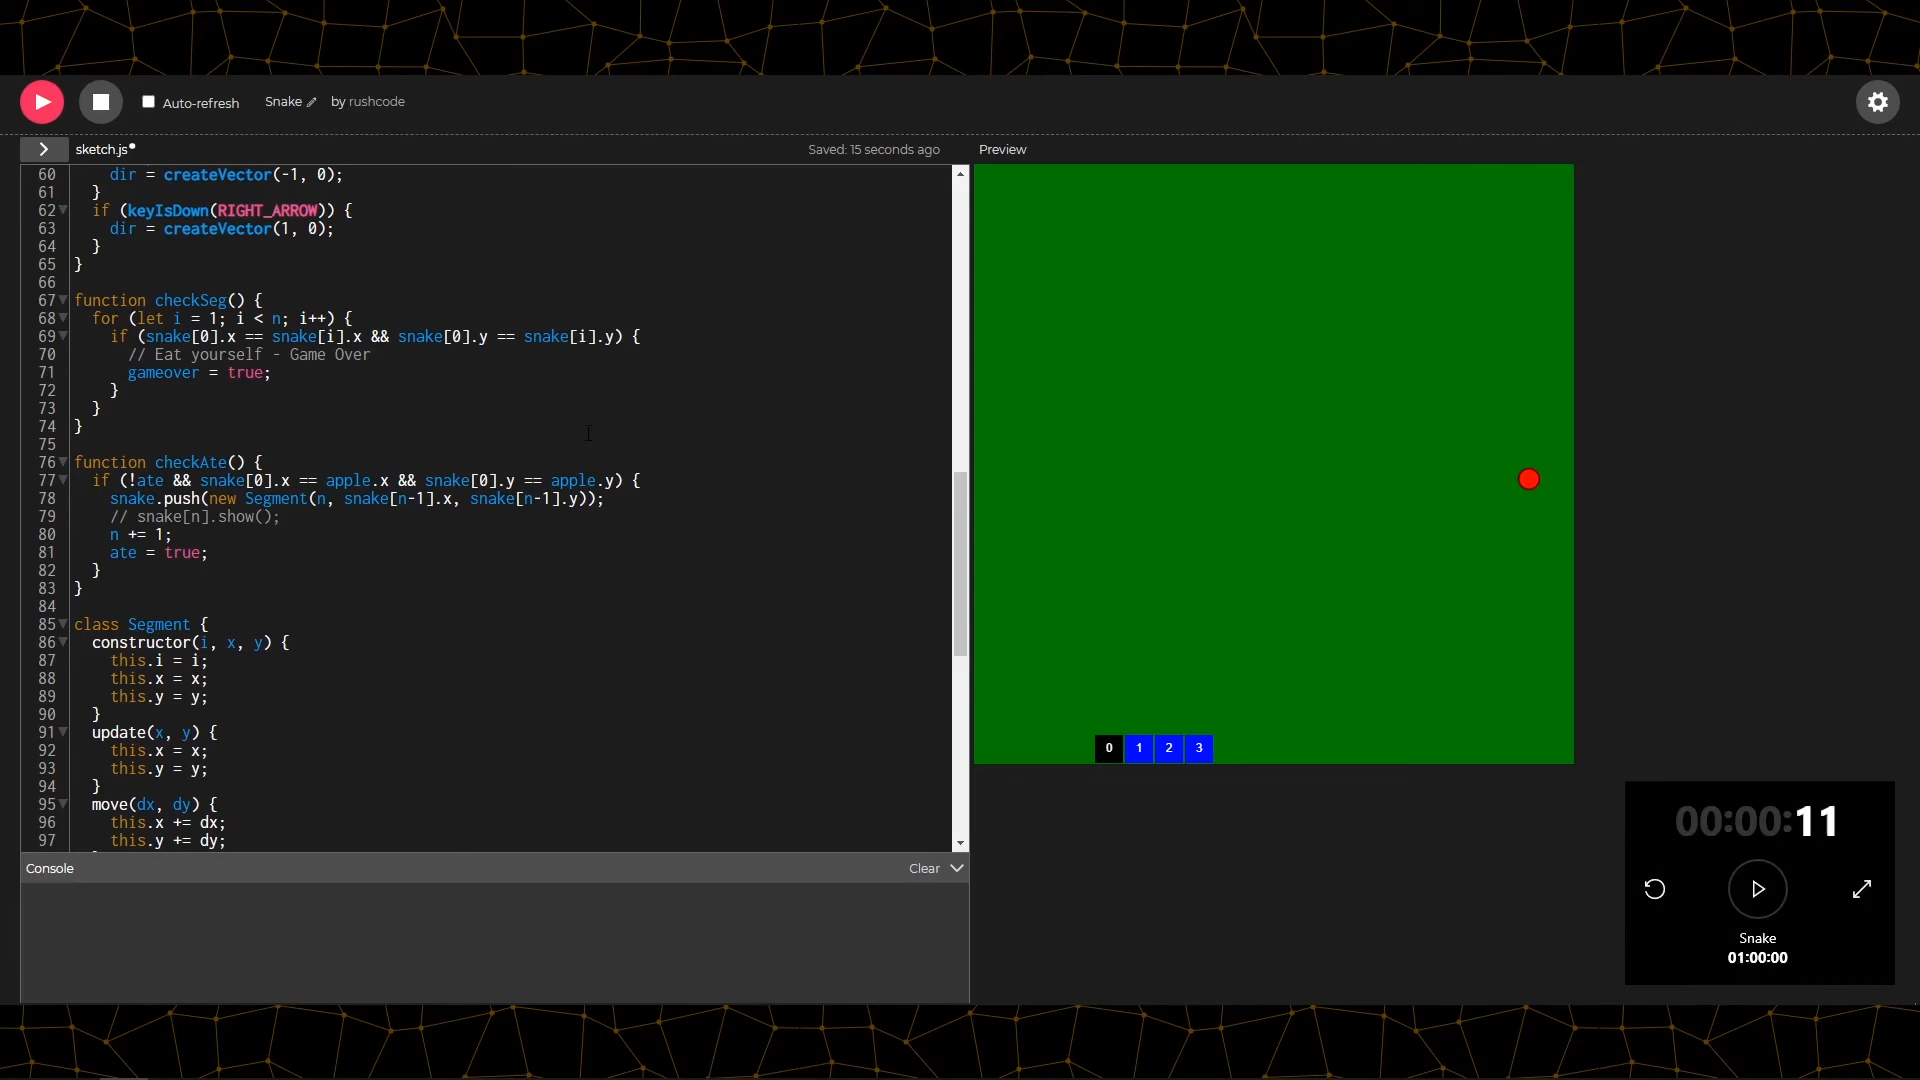 Auto-refresh Snake by rushcode
sketch.js Saved: 15 seconds ago Preview
60 dir = createVector(-1, 0);
61 }
62 if (keyIsDown(RIGHT_ARROW)) {
63 dir = createVector(1, 0);
64 }
65 }
66
67 function checkSeg() {
68 for (let i = 1; i < n; i++) {
69 if (snake[0].x == snake[i].x && snake[0].y == snake[i].y) {
70 // Eat yourself - Game Over
71 gameover = true;
72 }
73 }
74 }
75
76 function checkAte() {
77 if (!ate && snake[0].x == apple.x && snake[0].y == apple.y) {
78 snake.push(new Segment(n, snake[n-1].x, snake[n-1].y));
79 // snake[n].show();
80 n += 1;
81 ate = true;
82 }
83 }
84
85 class Segment {
86 constructor(i, x, y) {
87 this.i = i;
88 this.x = x;
89 this.y = y;
90 }
91 update(x, y) {
92 this.x = x;
93 this.y = y;
94 }
95 move(dx, dy) {
96 this.x += dx;
97 this.y += dy;
Console Clear
0 1 2 3
00:00:11
Snake
01:00:00